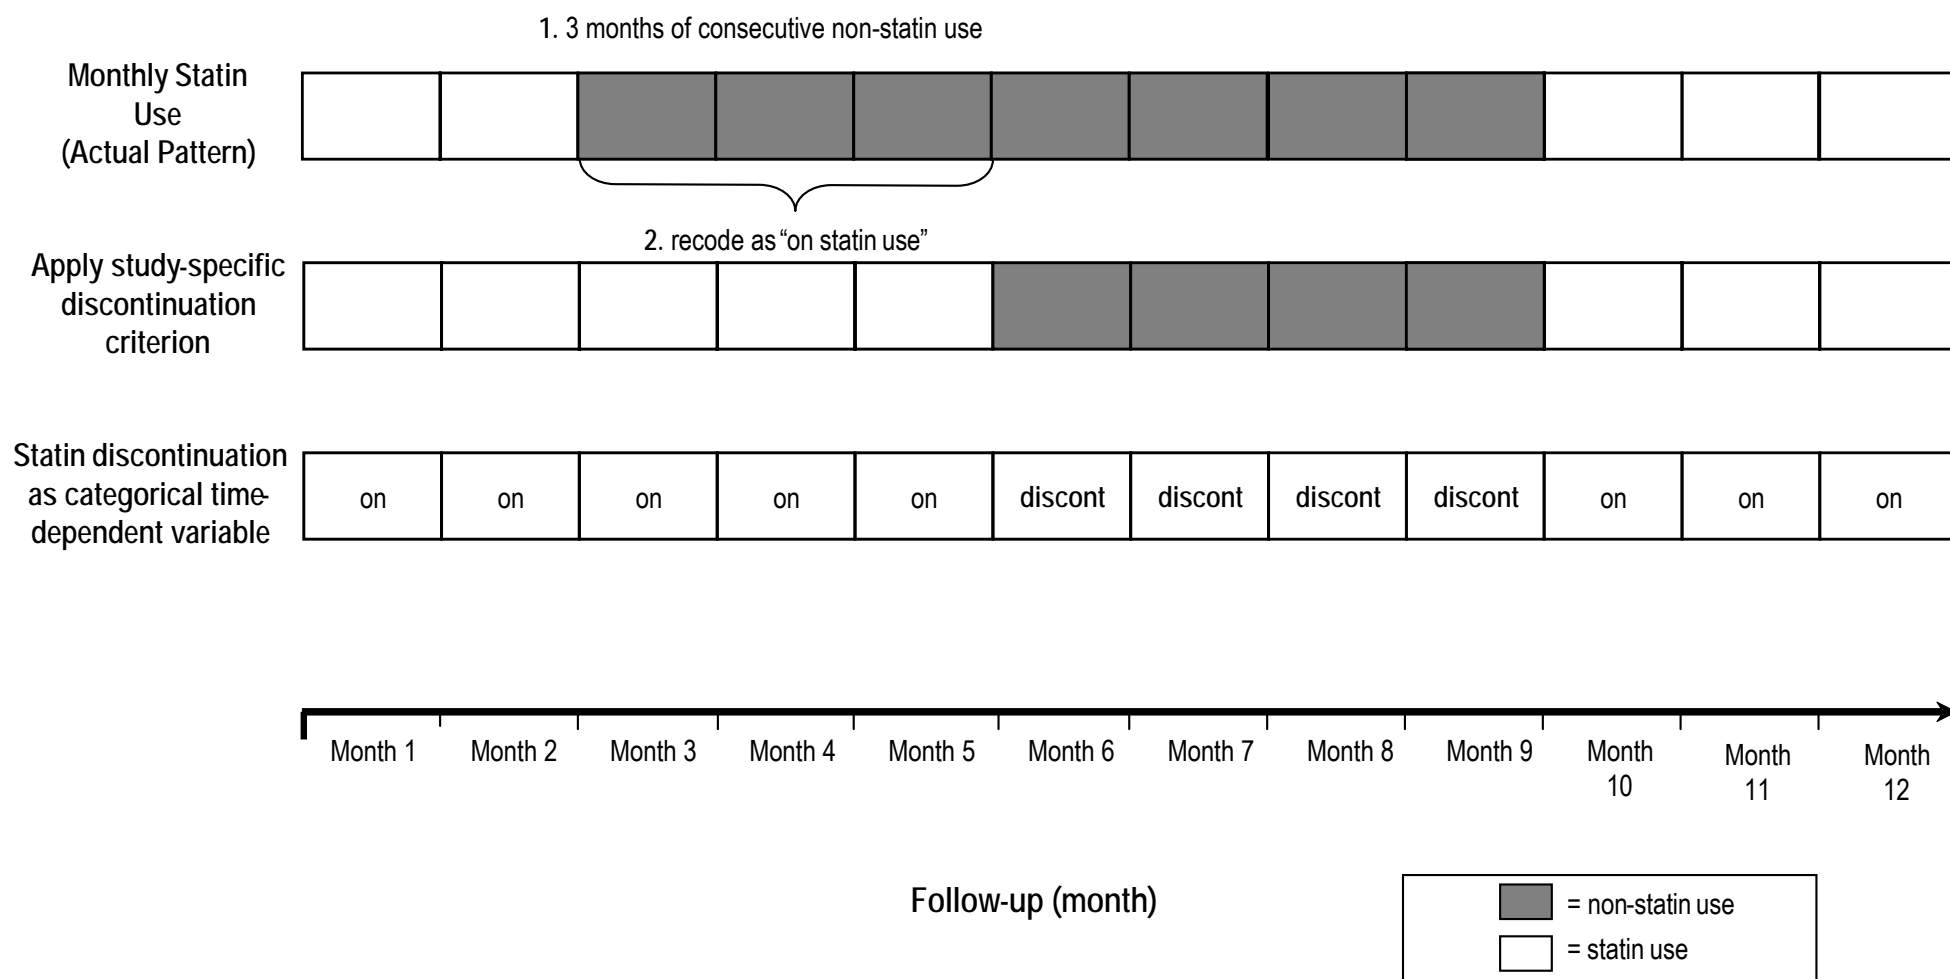 1. 3 months of consecutive non-statin use
Monthly Statin
Use
(Actual Pattern)
2. recode as “on statin use”
Apply study-specific
discontinuation
criterion
Statin discontinuation
as categorical time-
dependent variable
on on on on on discont discont discont discont on on on
Month 1 Month 2 Month 3 Month 4 Month 5 Month 6 Month 7 Month 8 Month 9 Month Month Month
10 11 12
Follow-up (month)
= non-statin use
= statin use